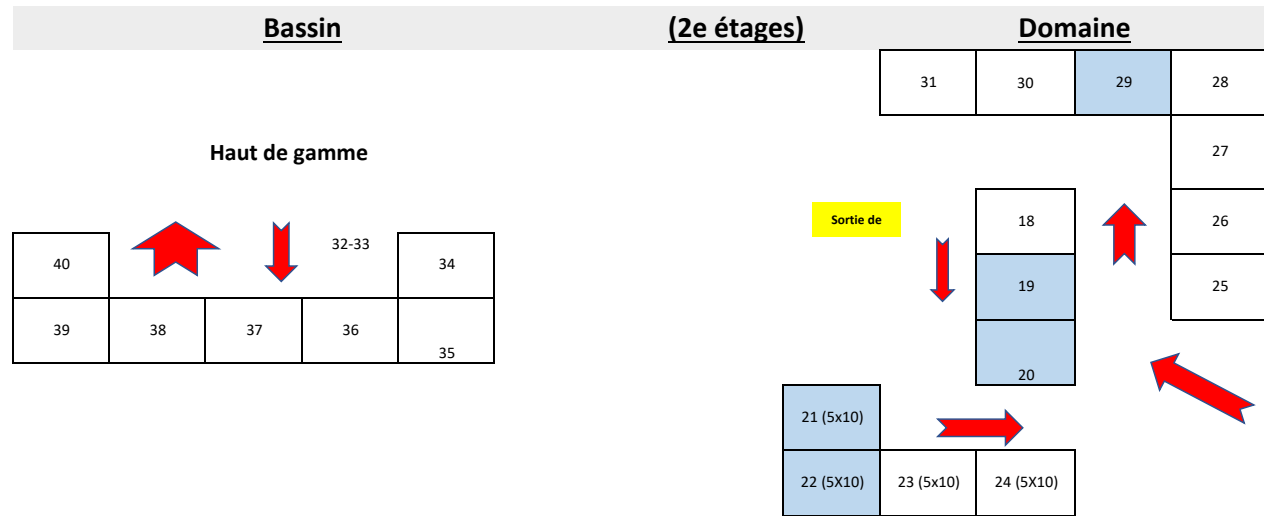 Bassin (2e étages) Domaine
31 30 29 28
Haut de gamme
27
Sortie de
18
26
32-33
40
34
19
25
39 38 37 36
35
20
21 (5x10)
22 (5X10) 23 (5x10) 24 (5X10)